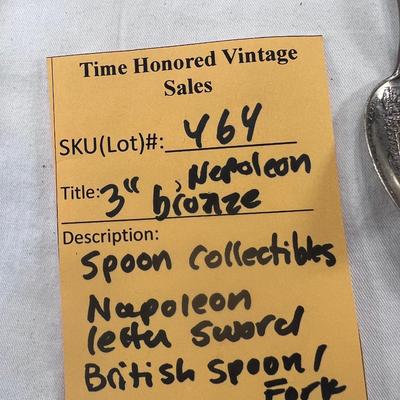 Time Honored Vintage
Sales
SKU(Lot)#: 464
Title: 3" Napoleon
bronze
Description:
Spoon collectibles
Napoleon
letter sword
British spoon/
Fork